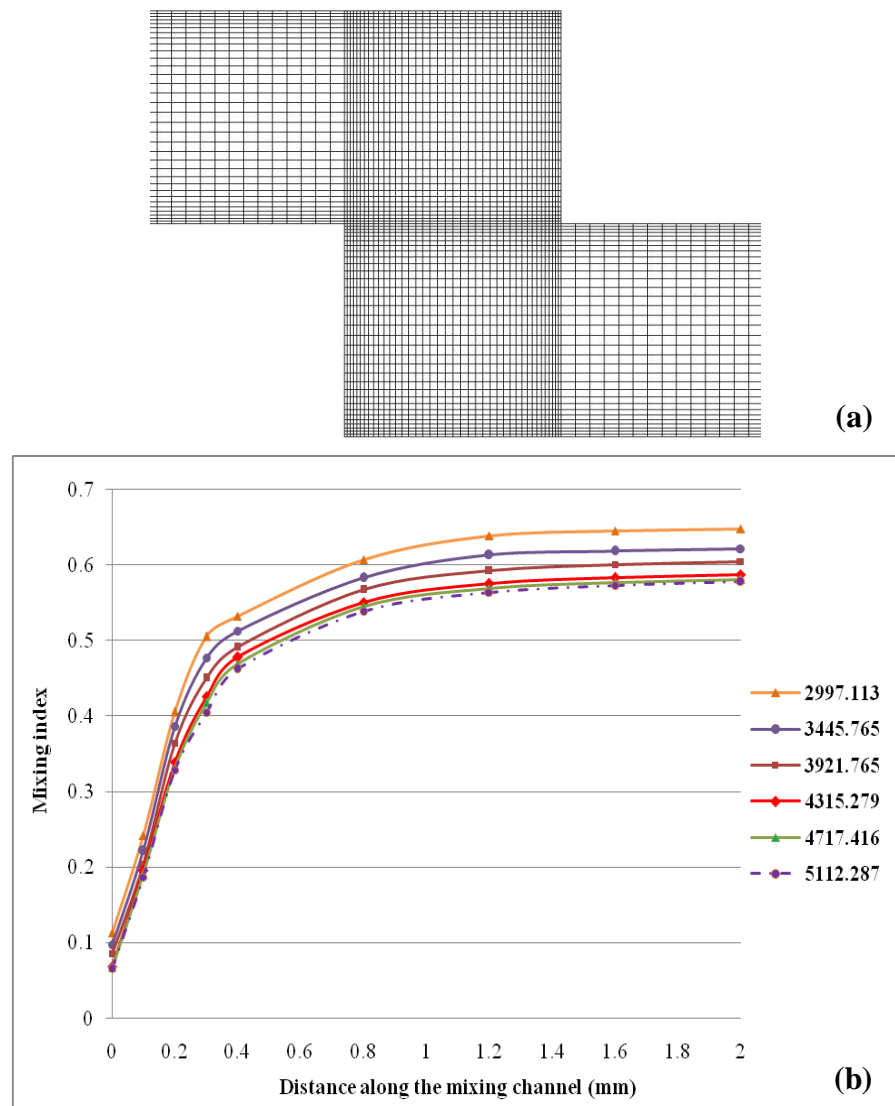 (a)
0.7
0.6
0.5
0.4
0.3
0.2
0.1
0
Mixing index
0 0.2 0.4 0.6 0.8 1 1.2 1.4 1.6 1.8 2
Distance along the mixing channel (mm)
2997.113
3445.765
3921.765
4315.279
4717.416
5112.287
(b)